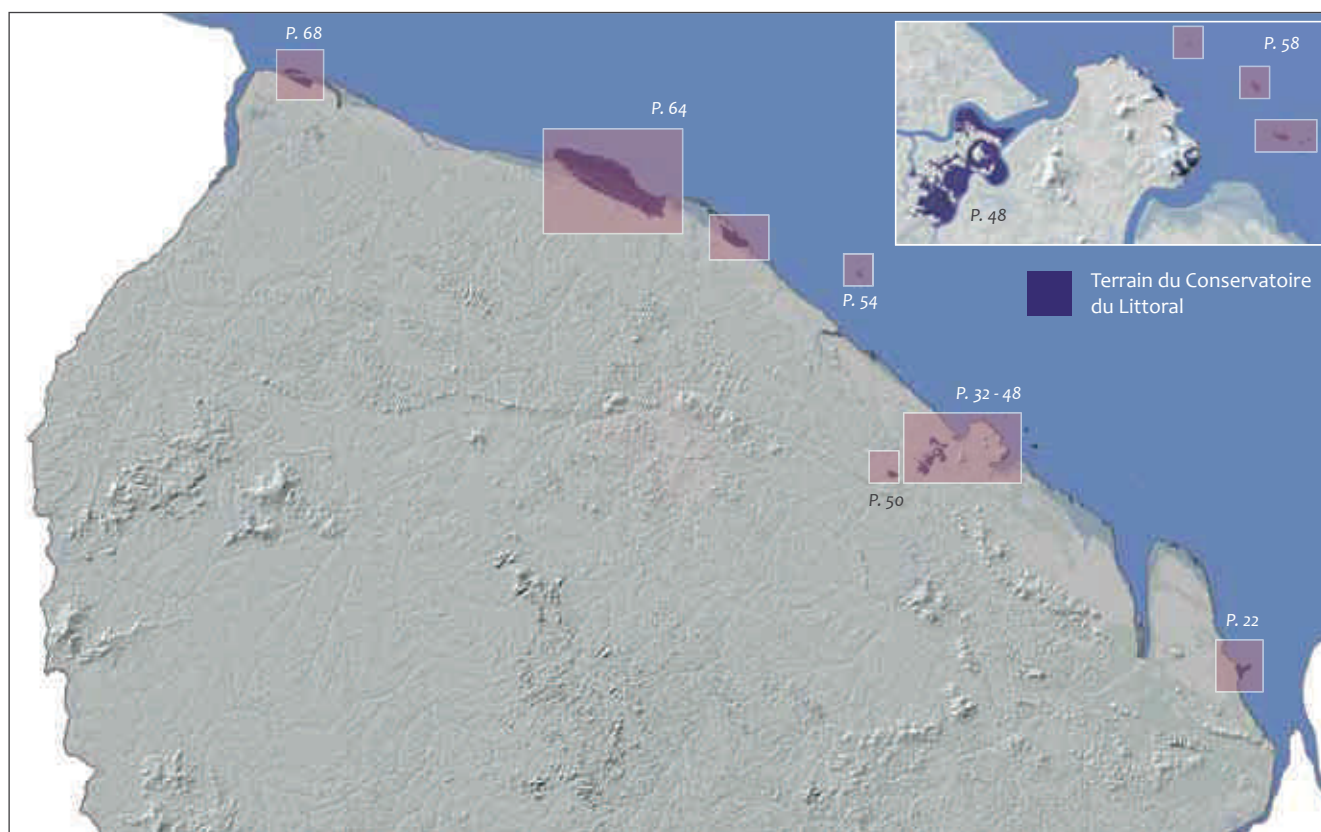 P. 68
P. 58
P. 64
P. 48
Terrain du Conservatoire
du Littoral
P. 54
P. 32 - 48
P. 50
P. 22